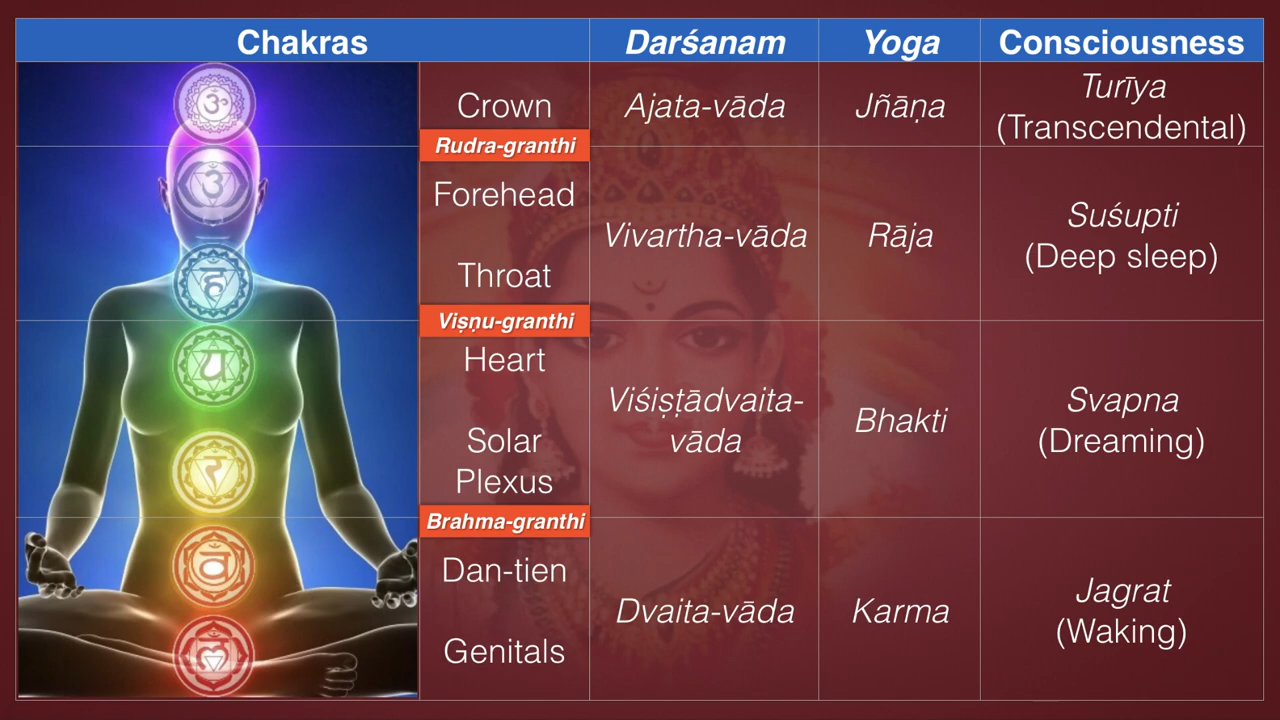 Chakras Darśanam Yoga Consciousness
ॐ
Crown Ajata-vāda Jñāṇa Turīya
(Transcendental)
Rudra-granthi
ॐ
Forehead
Vivartha-vāda Rāja Suśupti
(Deep sleep)
हं
Throat
Viṣṇu-granthi
यं
Heart
Viśiṣṭādvaita-
vāda
Bhakti
Svapna
(Dreaming)
रं
Solar
Plexus
Brahma-granthi
वं
Dan-tien
Dvaita-vāda Karma Jagrat
(Waking)
Genitals